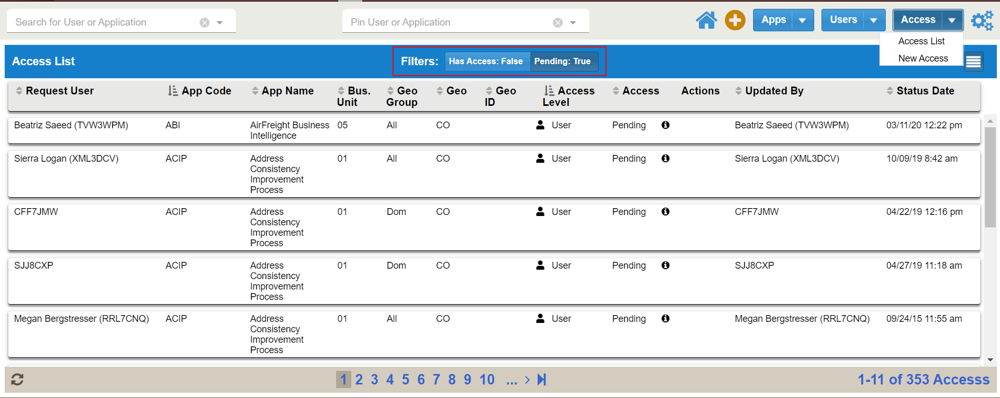 Search for User or Application
Pin User or Application
Apps
Users
Access
Access List
New Access
Access List
Filters: Has Access: False Pending: True
Request User App Code App Name Bus. Unit Geo Group Geo Geo ID Access Level Access Actions Updated By Status Date
Beatriz Saeed (TVW3WPM) ABI AirFreight Business 05 All CO User Pending Beatriz Saeed (TVW3WPM) 03/11/20 12:22 pm
Intelligence
Sierra Logan (XML3DCV) ACIP Address 01 All CO User Pending Sierra Logan (XML3DCV) 10/09/19 8:42 am
Consistency
Improvement
Process
CFF7JMW ACIP Address 01 Dom CO User Pending CFF7JMW 04/22/19 12:16 pm
Consistency
Improvement
Process
SJJ8CXP ACIP Address 01 Dom CO User Pending SJJ8CXP 04/27/19 11:18 am
Consistency
Improvement
Process
Megan Bergstresser (RRL7CNQ) ACIP Address 01 All CO User Pending Megan Bergstresser (RRL7CNQ) 09/24/15 11:55 am
Consistency
Improvement
Process
1 2 3 4 5 6 7 8 9 10 ... 1-11 of 353 Accesss